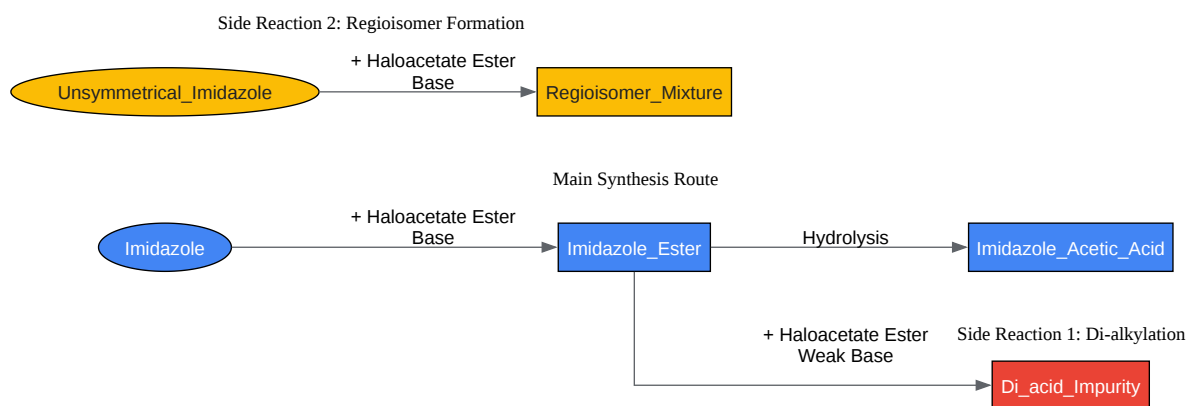 Side Reaction 2: Regioisomer Formation
+ Haloacetate Ester
Base
Unsymmetrical_Imidazole
Regioisomer_Mixture
Main Synthesis Route
+ Haloacetate Ester
Base
Imidazole
Imidazole_Ester
Hydrolysis
Imidazole_Acetic_Acid
+ Haloacetate Ester
Weak Base
Side Reaction 1: Di-alkylation
Di_acid_Impurity